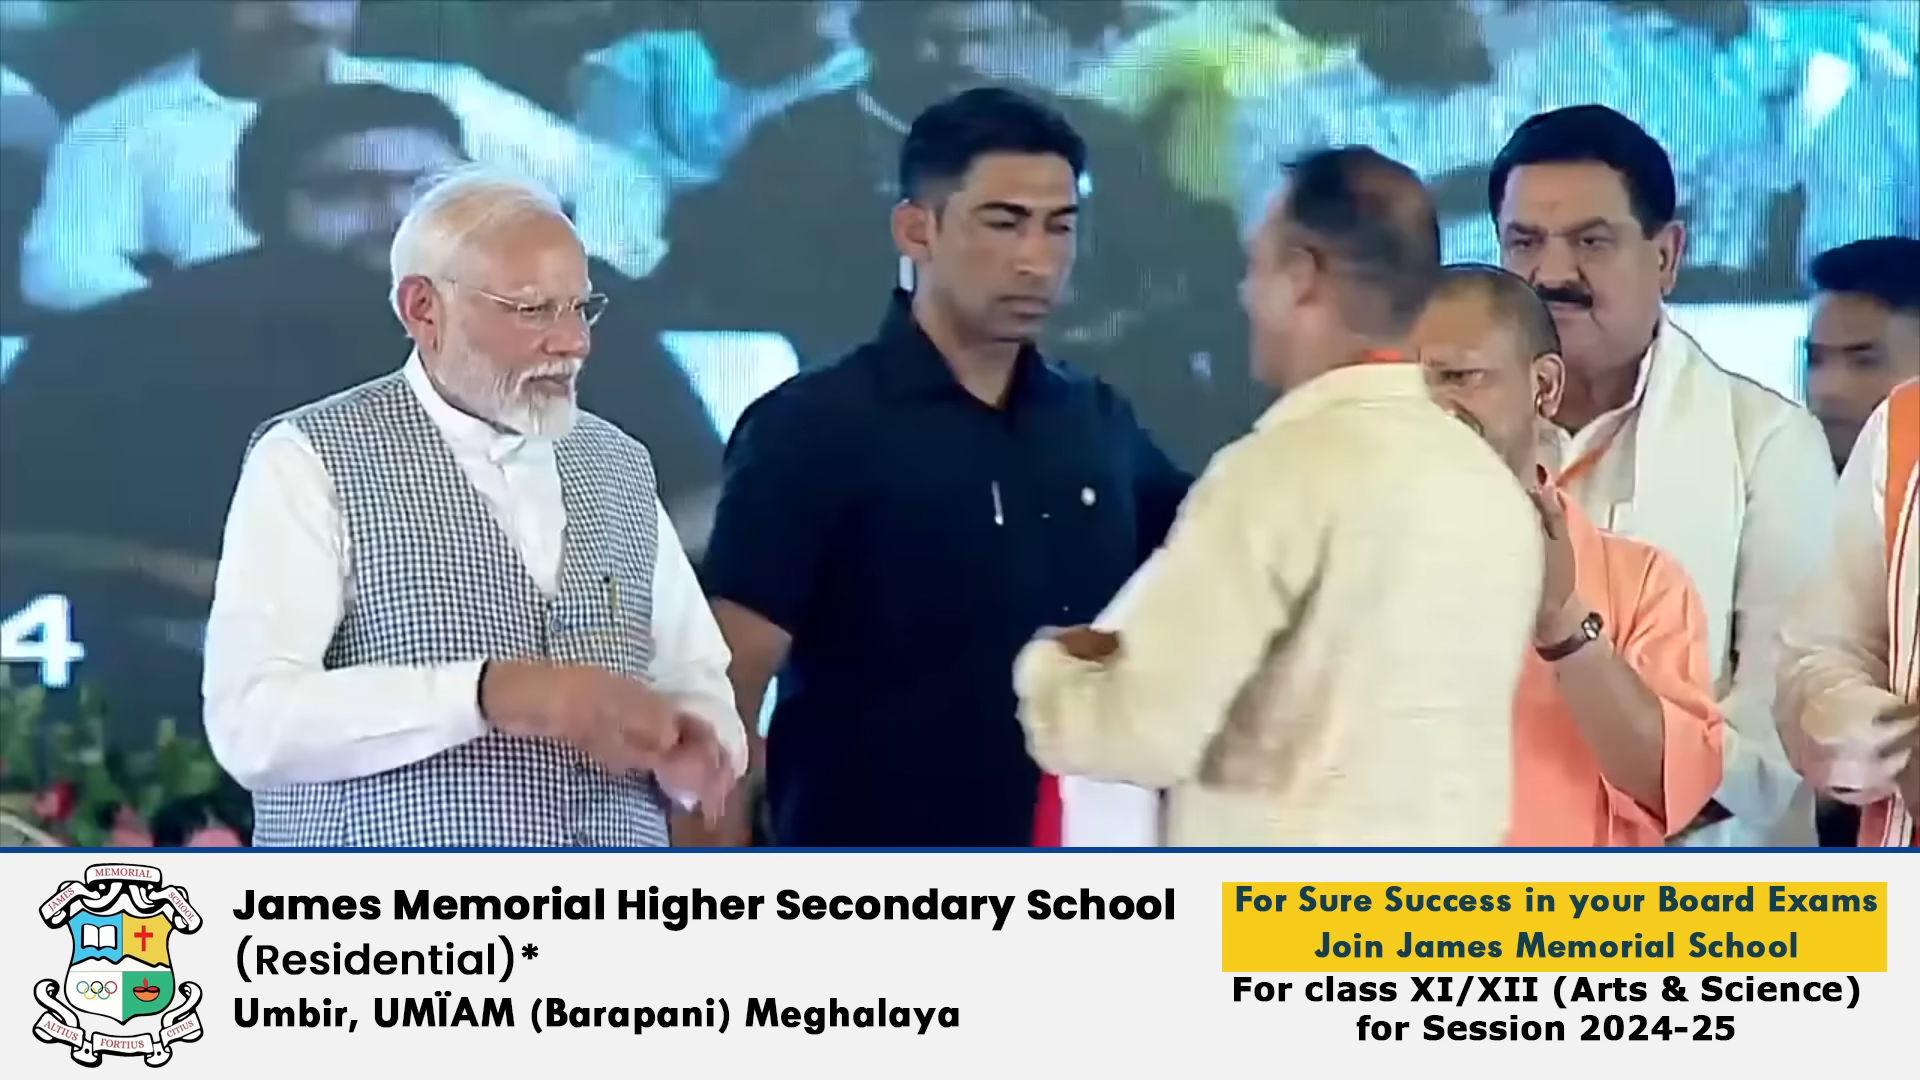 4
MEMORIAL
JAMES
SCHOOL
ALTIUS
FORTIUS
CITIUS
James Memorial Higher Secondary School
(Residential)*
Umbir, UMÏAM (Barapani) Meghalaya
For Sure Success in your Board Exams
Join James Memorial School
For class XI/XII (Arts & Science)
for Session 2024-25